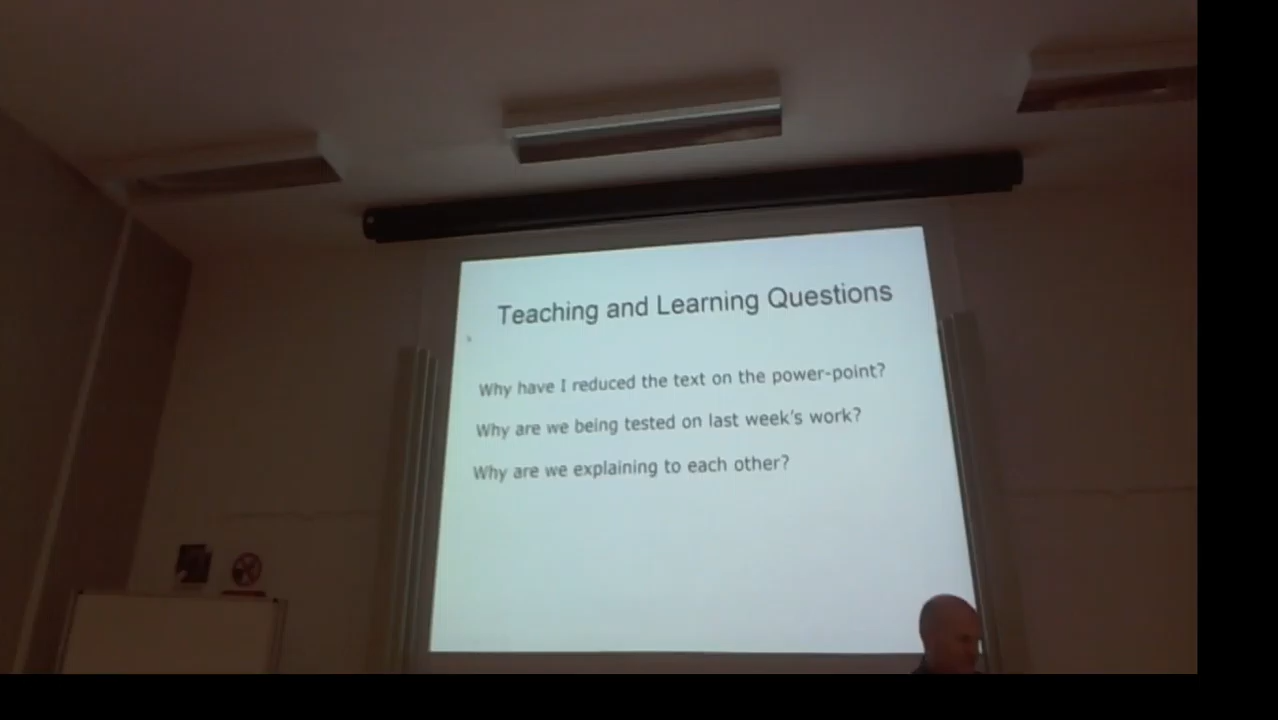 Teaching and Learning Questions
Why have I reduced the text on the power-point?
Why are we being tested on last week's work?
Why are we explaining to each other?